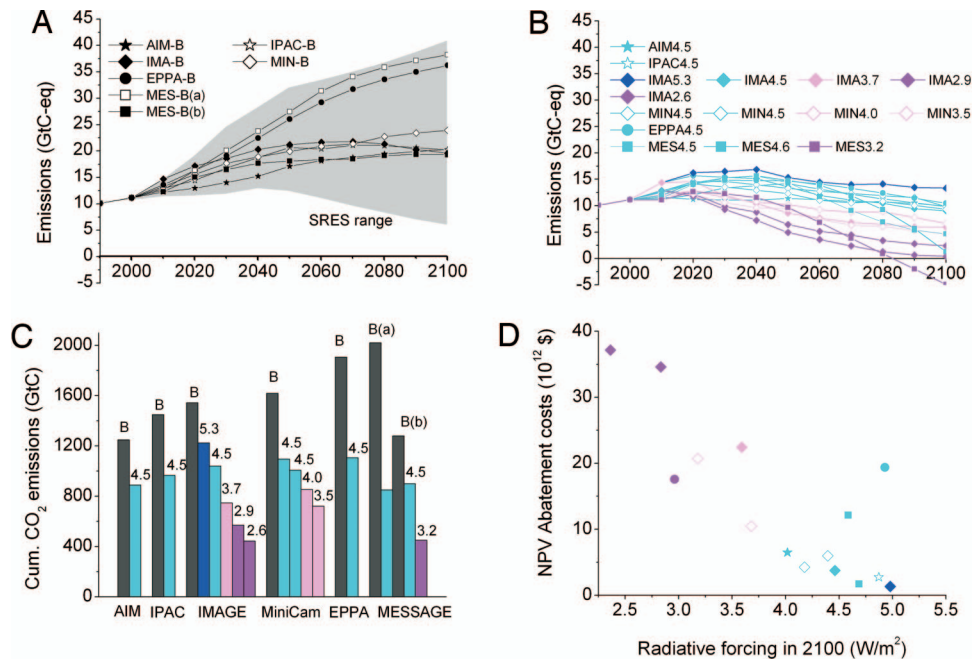 A
Emissions (GtC-eq)
45
40
35
30
25
20
15
10
5
0
-5
AIM-B IPAC-B
IMA-B MIN-B
EPPA-B
MES-B(a)
MES-B(b)
SRES range
2000 2020 2040 2060 2080 2100
B
Emissions (GtC-eq)
45
40
35
30
25
20
15
10
5
0
-5
AIM4.5
IPAC4.5
IMA5.3 IMA4.5 IMA3.7 IMA2.9
IMA2.6
MIN4.5 MIN4.5 MIN4.0 MIN3.5
EPPA4.5
MES4.5 MES4.6 MES3.2
2000 2020 2040 2060 2080 2100
C
Cum. CO2 emissions (GtC)
2000
1600
1200
800
400
0
B 4.5
B 4.5
B 5.3 4.5 3.7 2.9 2.6
B 4.5 4.5 4.0 3.5
B 4.5
B(a) B(b) 4.5 3.2
AIM IPAC IMAGE MiniCam EPPA MESSAGE
D
NPV Abatement costs (10¹² $)
40
30
20
10
0
2.5 3.0 3.5 4.0 4.5 5.0 5.5
Radiative forcing in 2100 (W/m²)